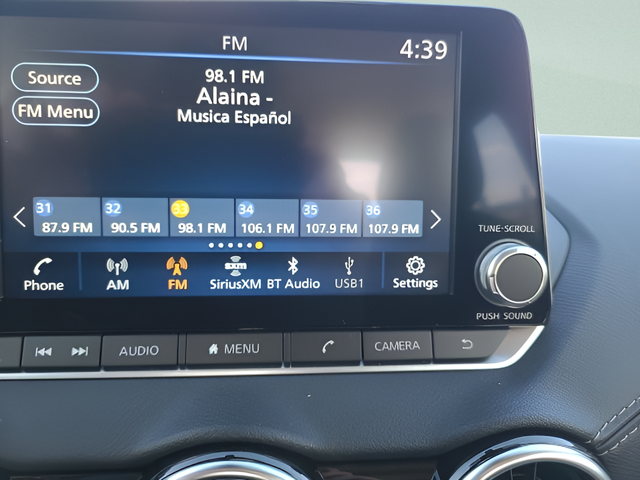 FM
4:39
Source
98.1 FM
FM Menu
Alaina -
Musica Español
31 32 33 34 35 36
87.9 FM 90.5 FM 98.1 FM 106.1 FM 107.9 FM 107.9 FM
TUNE·SCROLL
Phone AM FM SiriusXM BT Audio USB1 Settings
PUSH SOUND
AUDIO MENU CAMERA